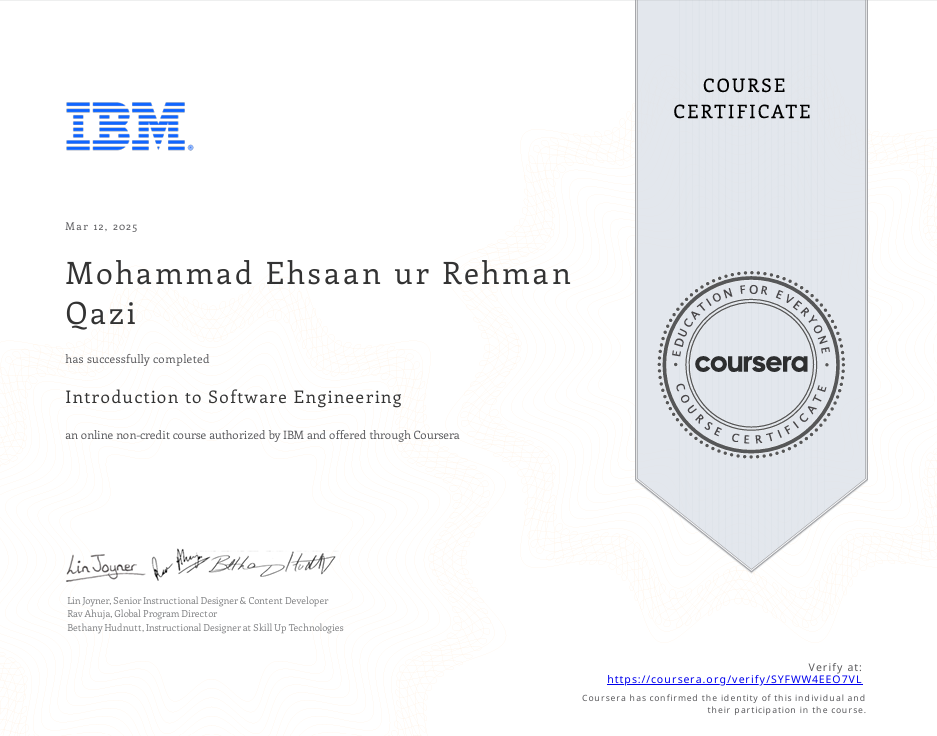 COURSE
CERTIFICATE
IBM®
Mar 12, 2025
Mohammad Ehsaan ur Rehman
Qazi
has successfully completed
Introduction to Software Engineering
an online non-credit course authorized by IBM and offered through Coursera
EDUCATION FOR EVERYONE
coursera
COURSE CERTIFICATE
Lin Joyner
Lin Joyner, Senior Instructional Designer & Content Developer
Rav Ahuja, Global Program Director
Bethany Hudnutt, Instructional Designer at Skill Up Technologies
Verify at:
https://coursera.org/verify/SYFWW4EEO7VL
Coursera has confirmed the identity of this individual and
their participation in the course.